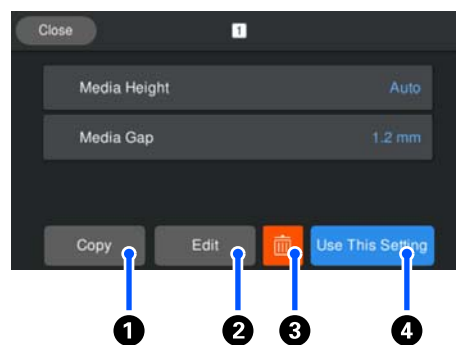 Close 1
Media Height Auto
Media Gap 1.2 mm
Copy Edit Use This Setting
1 2 3 4